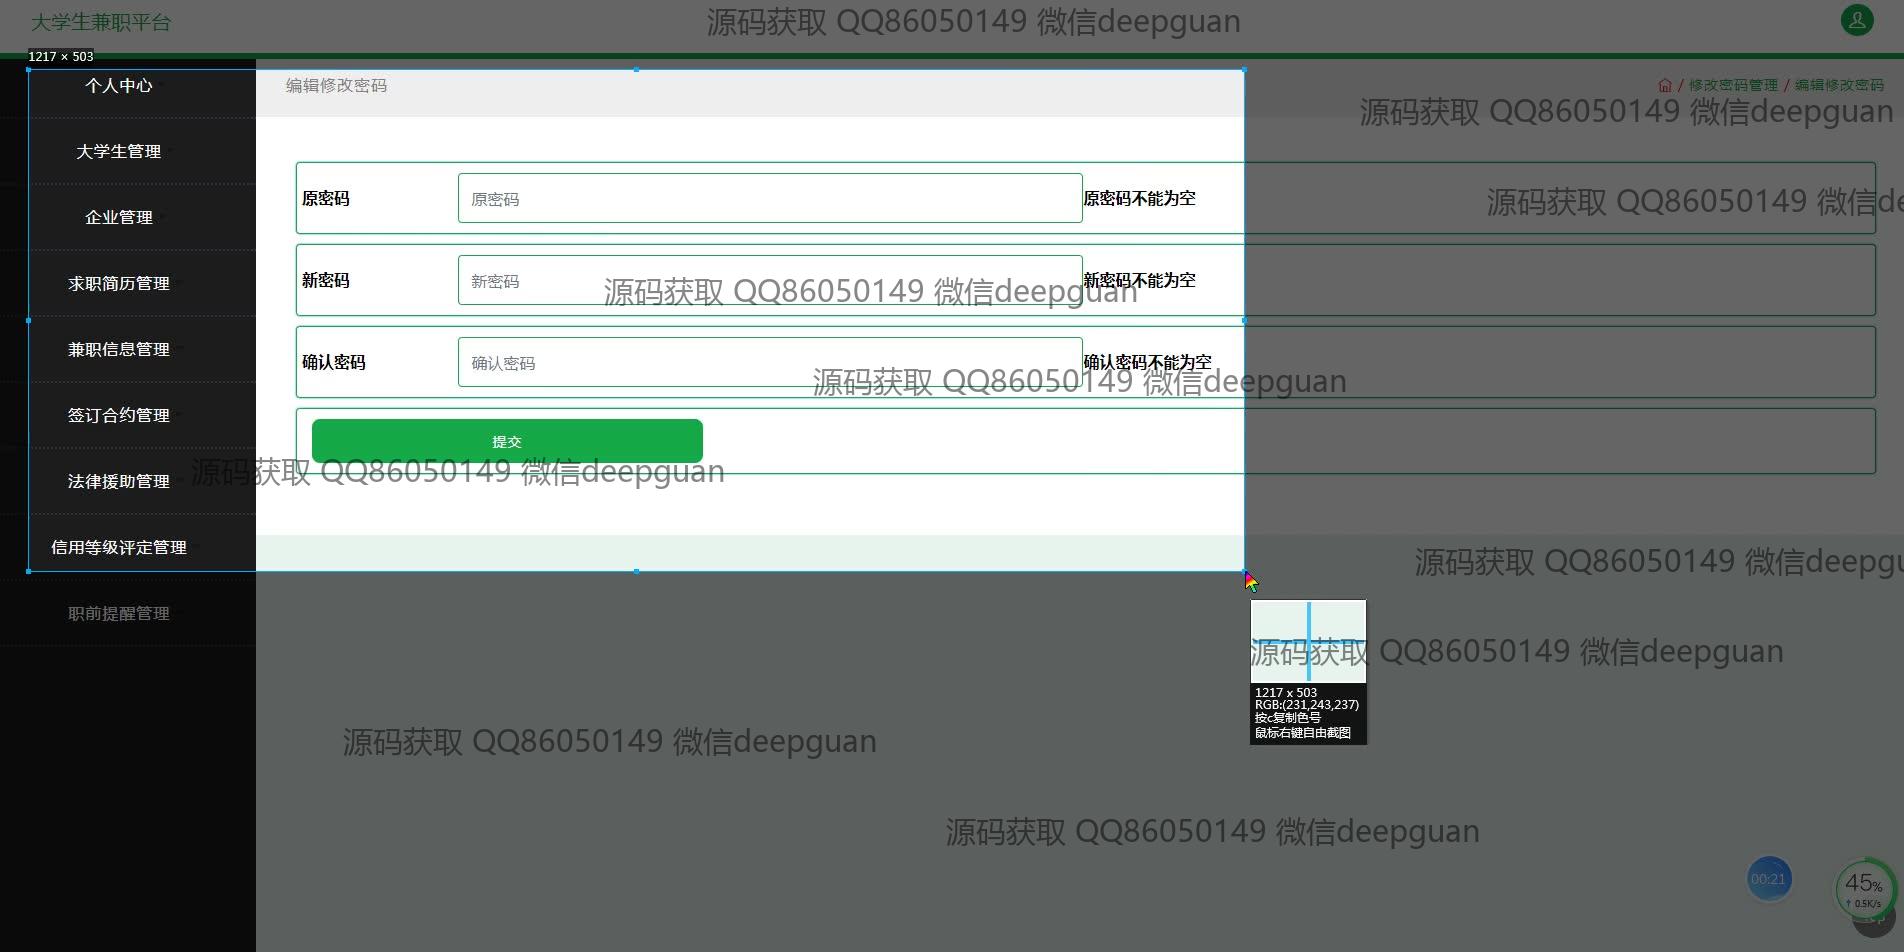 大学生兼职平台
源码获取 QQ86050149 微信deepguan
1217 × 503
个人中心
编辑修改密码
/ 修改密码管理 / 编辑修改密码
源码获取 QQ86050149 微信deepguan
大学生管理
原密码
原密码
原密码不能为空
源码获取 QQ86050149 微信de
企业管理
新密码
新密码
新密码不能为空
求职简历管理
源码获取 QQ86050149 微信deepguan
兼职信息管理
确认密码
确认密码
确认密码不能为空
源码获取 QQ86050149 微信deepguan
签订合约管理
提交
法律援助管理
源码获取 QQ86050149 微信deepguan
信用等级评定管理
源码获取 QQ86050149 微信deepgu
职前提醒管理
源码获取 QQ86050149 微信deepguan
1217 x 503
RGB:(231,243,237)
按c复制色号
鼠标右键自由截图
源码获取 QQ86050149 微信deepguan
源码获取 QQ86050149 微信deepguan
00:21
45%
↑ 0.5K/s